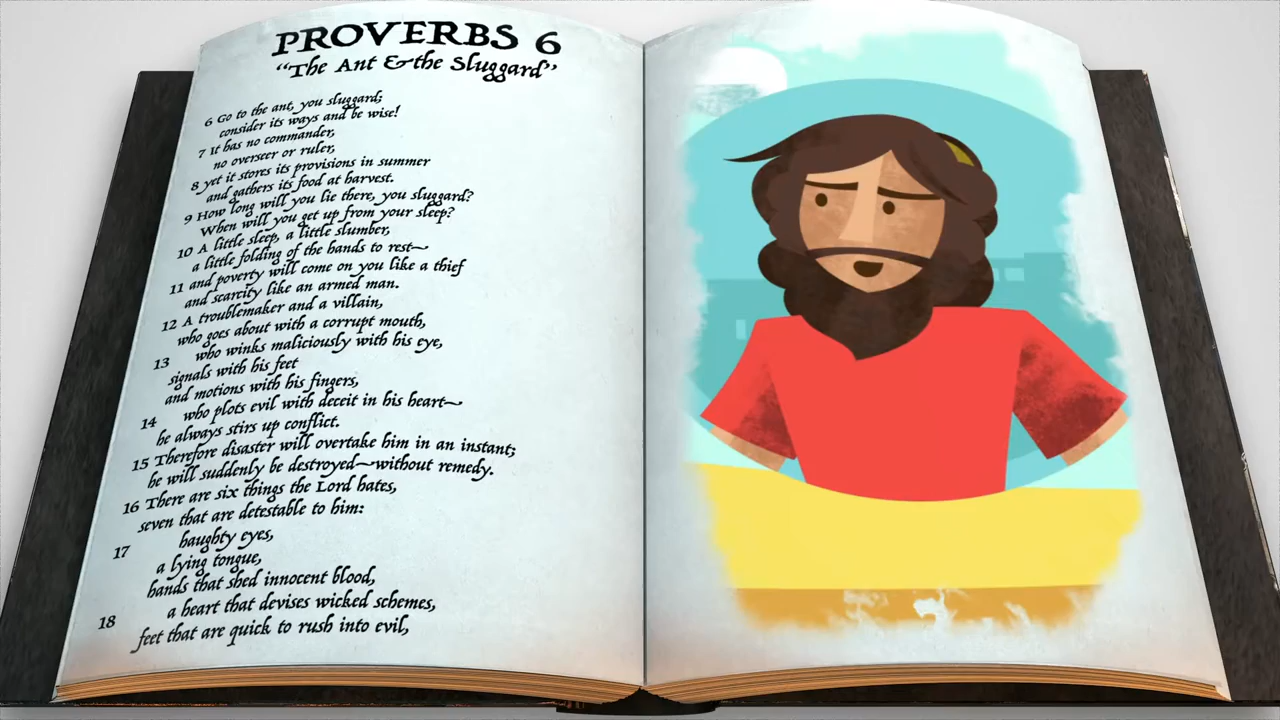 PROVERBS 6
“The Ant & the Sluggard”
6 Go to the ant, you sluggard;
consider its ways and be wise!
7 It has no commander,
no overseer or ruler,
8 yet it stores its provisions in summer
and gathers its food at harvest.
9 How long will you lie there, you sluggard?
When will you get up from your sleep?
10 A little sleep, a little slumber,
a little folding of the hands to rest—
11 and poverty will come on you like a thief
and scarcity like an armed man.
12 A troublemaker and a villain,
who goes about with a corrupt mouth,
13 who winks maliciously with his eye,
signals with his feet
and motions with his fingers,
14 who plots evil with deceit in his heart—
he always stirs up conflict.
15 Therefore disaster will overtake him in an instant;
he will suddenly be destroyed—without remedy.
16 There are six things the Lord hates,
seven that are detestable to him:
17 haughty eyes,
a lying tongue,
hands that shed innocent blood,
18 a heart that devises wicked schemes,
feet that are quick to rush into evil,